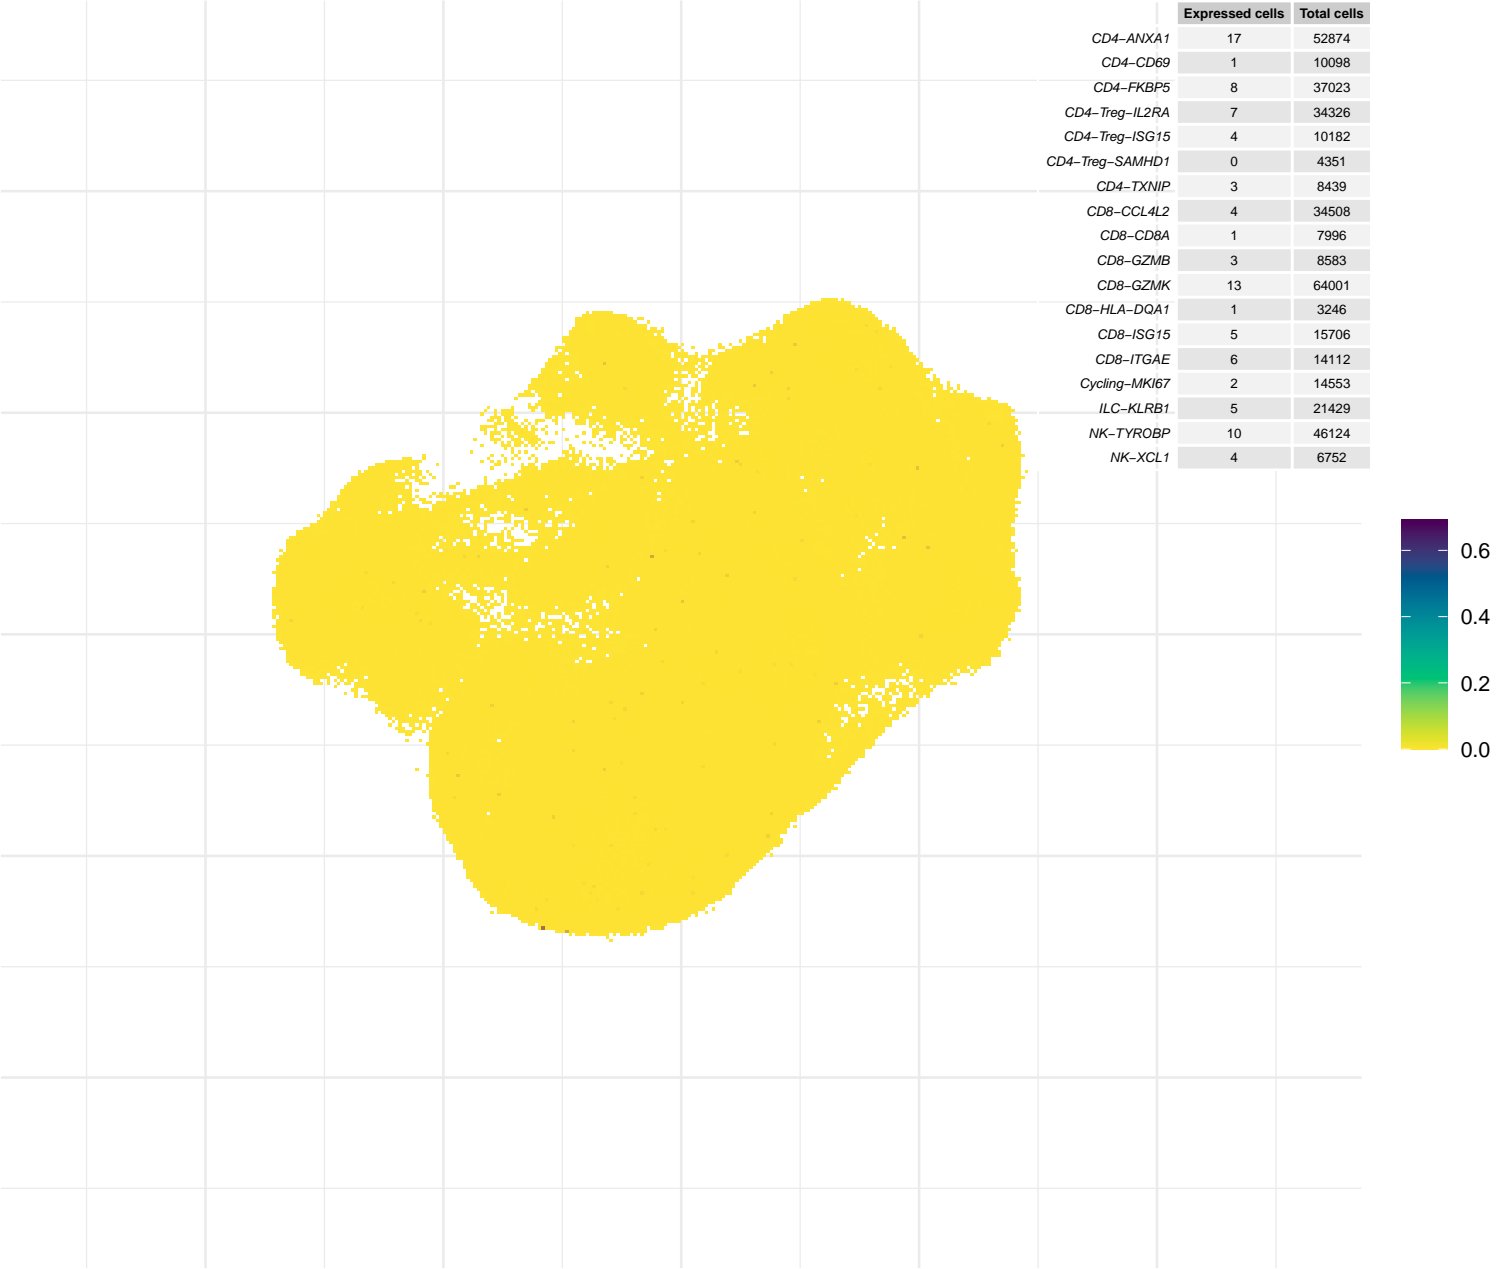 Expressed cells Total cells
CD4−ANXA1 17 52874
CD4−CD69 1 10098
CD4−FKBP5 8 37023
CD4−Treg−IL2RA 7 34326
CD4−Treg−ISG15 4 10182
CD4−Treg−SAMHD1 0 4351
CD4−TXNIP 3 8439
CD8−CCL4L2 4 34508
CD8−CD8A 1 7996
CD8−GZMB 3 8583
CD8−GZMK 13 64001
CD8−HLA−DQA1 1 3246
CD8−ISG15 5 15706
CD8−ITGAE 6 14112
Cycling−MKI67 2 14553
ILC−KLRB1 5 21429
NK−TYROBP 10 46124
NK−XCL1 4 6752
0.6
0.4
0.2
0.0